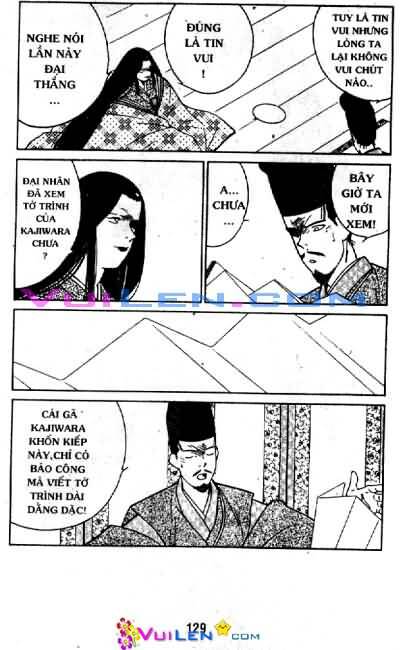 NGHE NÓI
LẦN NÀY
ĐẠI
THẮNG
...
ĐÚNG
LÀ TIN
VUI
!
TUY LÀ TIN
VUI NHƯNG
LÒNG TA
LẠI KHÔNG
VUI CHÚT
NÀO..
ĐẠI NHÂN
ĐÃ XEM
TỜ TRÌNH
CỦA
KAJIWARA
CHƯA
?
A...
CHƯA
...
BÂY
GIỜ TA
MỚI
XEM!
VUILEN.COM
CÁI GÃ
KAJIWARA
KHỐN KIẾP
NÀY,CHỈ CÓ
BÁO CÔNG
MÀ VIẾT TỜ
TRÌNH DÀI
DẰNG DẶC!
129
VUILEN